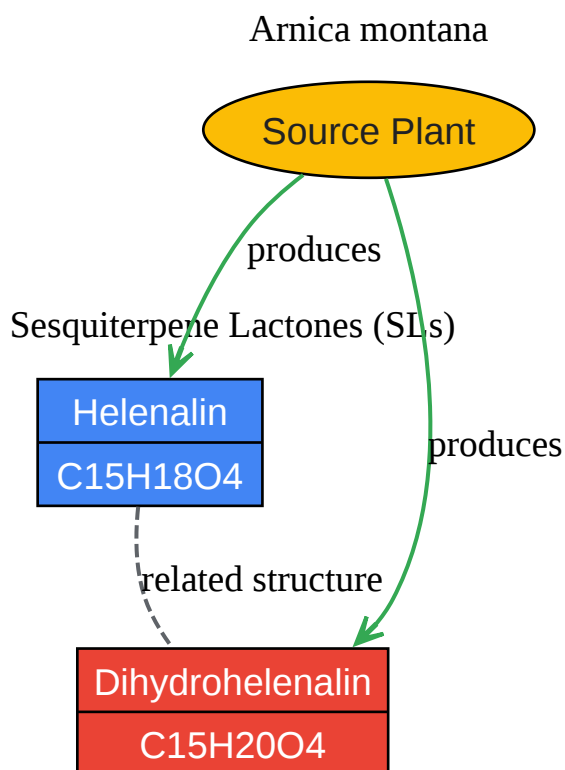 Arnica montana
Source Plant
produces
Sesquiterpene Lactones (SLs)
Helenalin
C15H18O4
produces
related structure
Dihydrohelenalin
C15H20O4